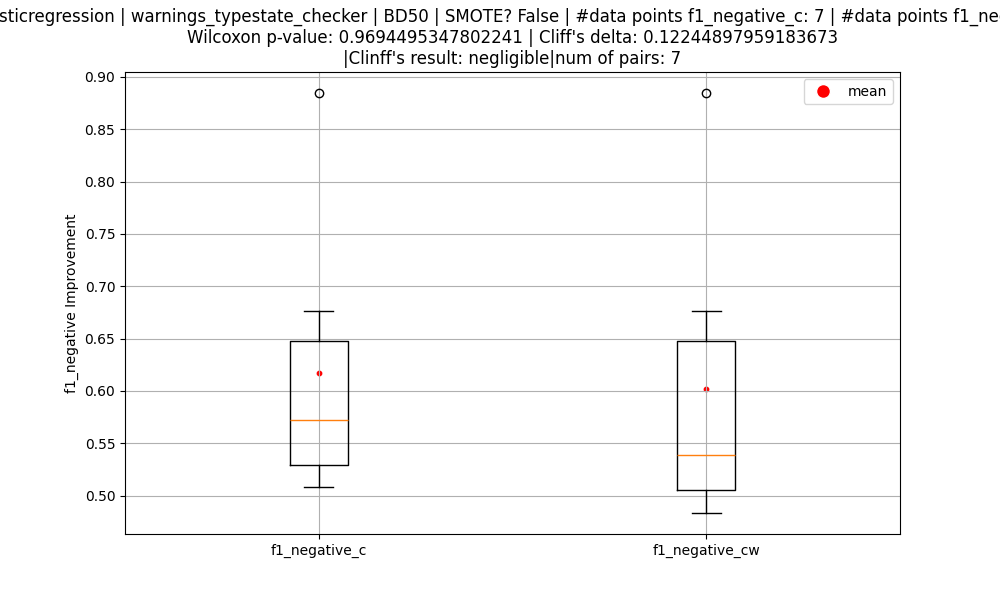 sticregression | warnings_typestate_checker | BD50 | SMOTE? False | #data points f1_negative_c: 7 | #data points f1_ne
Wilcoxon p-value: 0.9694495347802241 | Cliff's delta: 0.12244897959183673
|Clinff's result: negligible|num of pairs: 7
mean
0.90
0.85
0.80
0.75
0.70
0.65
0.60
0.55
0.50
f1_negative Improvement
f1_negative_c
f1_negative_cw